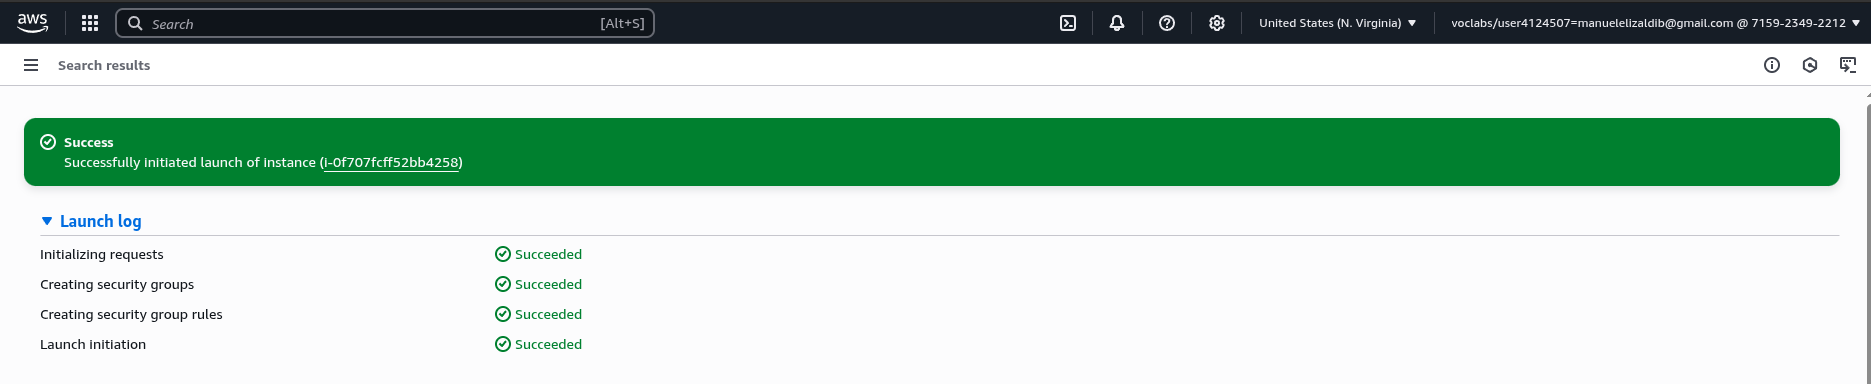 aws
Search [Alt+S] United States (N. Virginia) voclabs/user4124507=manuelelizaldib@gmail.com @ 7159-2349-2212
Search results
Success
Successfully initiated launch of instance (i-0f707fcff52bb4258)
Launch log
Initializing requests Succeeded
Creating security groups Succeeded
Creating security group rules Succeeded
Launch initiation Succeeded